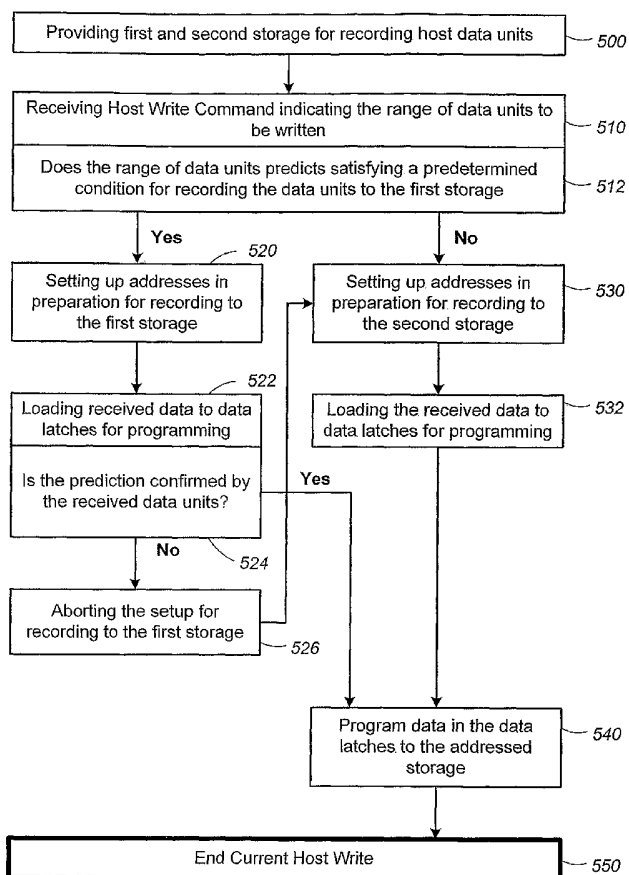 Providing first and second storage for recording host data units
500
Receiving Host Write Command indicating the range of data units to
be written
510
Does the range of data units predicts satisfying a predetermined
condition for recording the data units to the first storage
512
Yes
No
520
Setting up addresses in
preparation for recording to
the first storage
Setting up addresses in
preparation for recording to
the second storage
530
522
Loading received data to data
latches for programming
Loading the received data to
data latches for programming
532
Is the prediction confirmed by
the received data units?
Yes
No
524
Aborting the setup for
recording to the first storage
526
Program data in the data
latches to the addressed
storage
540
End Current Host Write
550